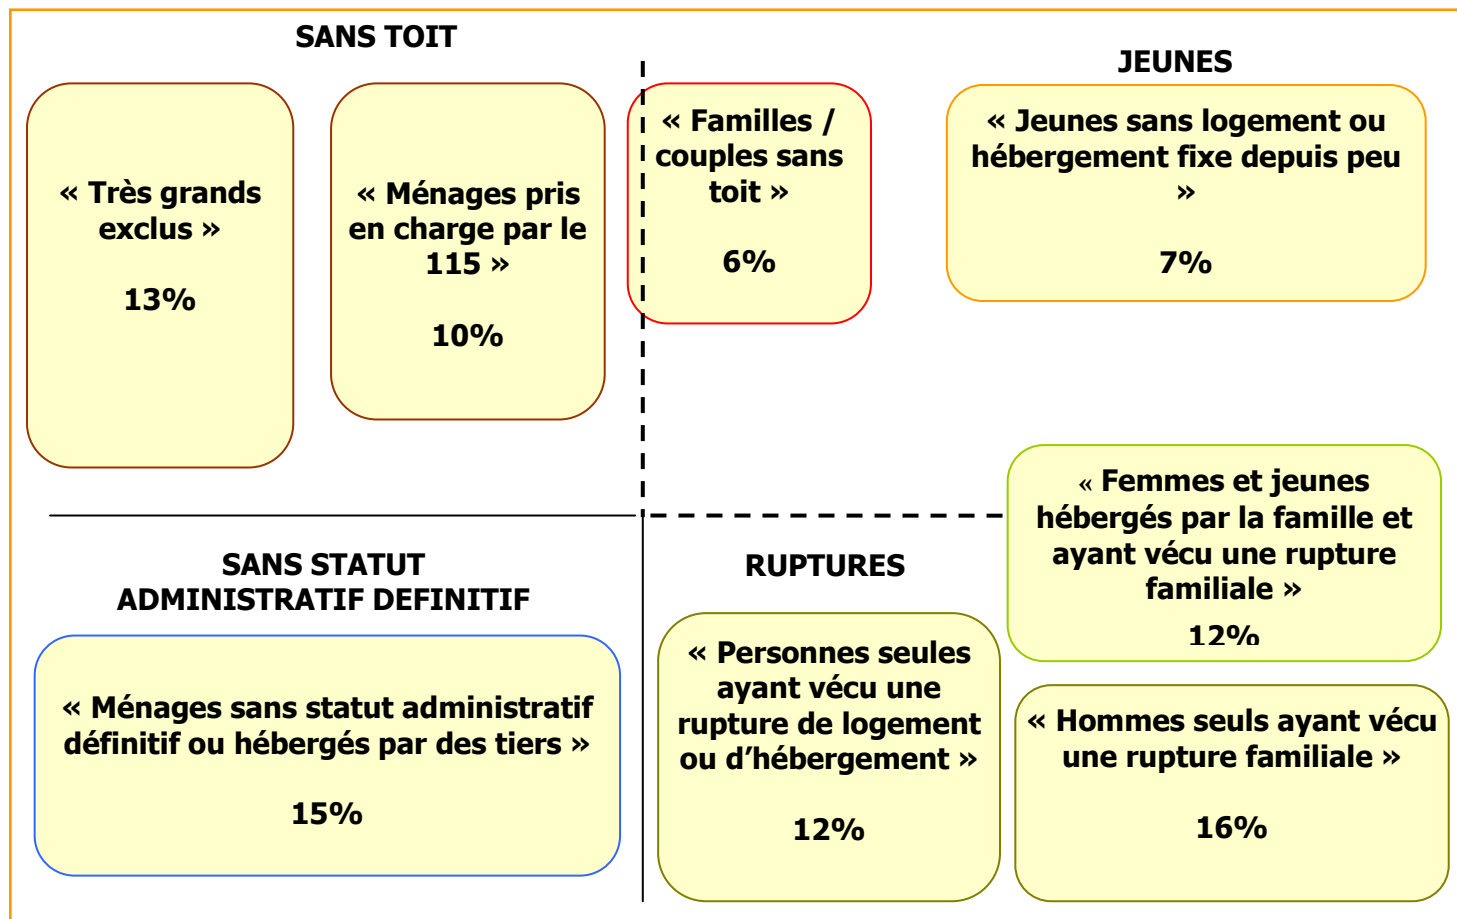 SANS TOIT
« Très grands
exclus »
13%
« Ménages pris
en charge par le
115 »
10%
« Familles /
couples sans
toit »
6%
JEUNES
« Jeunes sans logement ou
hébergement fixe depuis peu
»
7%
SANS STATUT
ADMINISTRATIF DEFINITIF
« Ménages sans statut administratif
définitif ou hébergés par des tiers »
15%
RUPTURES
« Personnes seules
ayant vécu une
rupture de logement
ou d’hébergement »
12%
« Femmes et jeunes
hébergés par la famille et
ayant vécu une rupture
familiale »
12%
« Hommes seuls ayant vécu
une rupture familiale »
16%